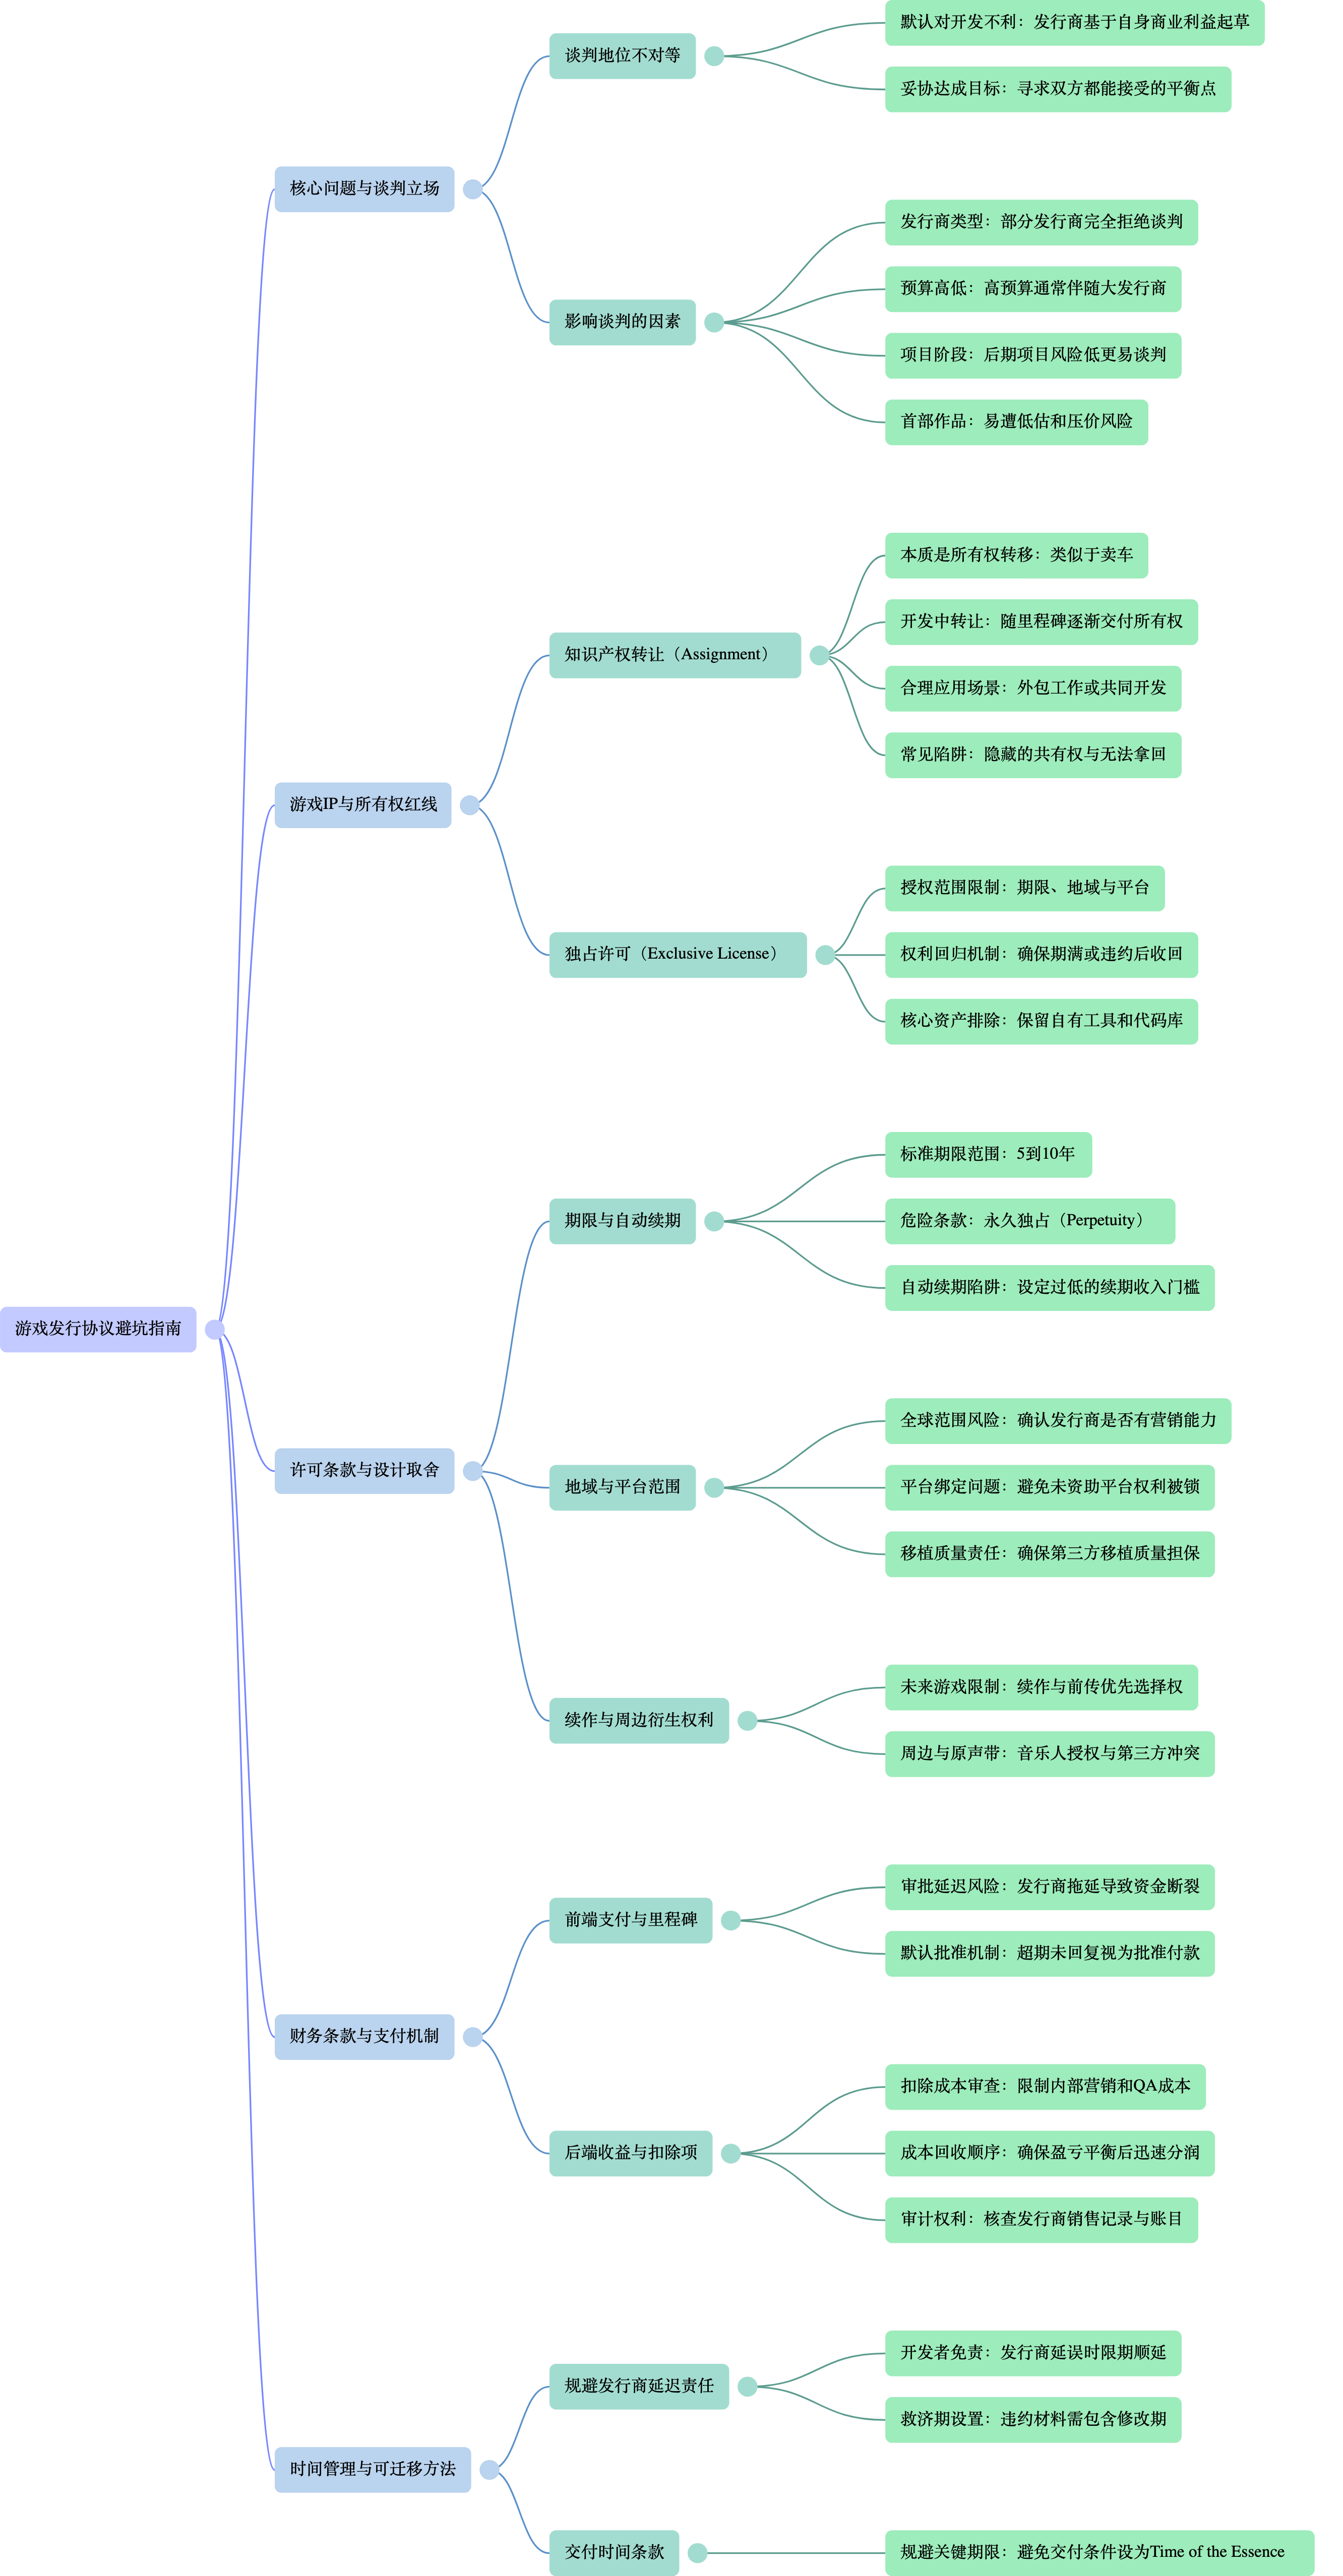 游戏发行协议避坑指南
核心问题与谈判立场
谈判地位不对等
默认对开发不利：发行商基于自身商业利益起草
妥协达成目标：寻求双方都能接受的平衡点
影响谈判的因素
发行商类型：部分发行商完全拒绝谈判
预算高低：高预算通常伴随大发行商
项目阶段：后期项目风险低更易谈判
首部作品：易遭低估和压价风险
游戏IP与所有权红线
知识产权转让（Assignment）
本质是所有权转移：类似于卖车
开发中转让：随里程碑逐渐交付所有权
合理应用场景：外包工作或共同开发
常见陷阱：隐藏的共有权与无法拿回
独占许可（Exclusive License）
授权范围限制：期限、地域与平台
权利回归机制：确保期满或违约后收回
核心资产排除：保留自有工具和代码库
许可条款与设计取舍
期限与自动续期
标准期限范围：5到10年
危险条款：永久独占（Perpetuity）
自动续期陷阱：设定过低的续期收入门槛
地域与平台范围
全球范围风险：确认发行商是否有营销能力
平台绑定问题：避免未资助平台权利被锁
移植质量责任：确保第三方移植质量担保
续作与周边衍生权利
未来游戏限制：续作与前传优先选择权
周边与原声带：音乐人授权与第三方冲突
财务条款与支付机制
前端支付与里程碑
审批延迟风险：发行商拖延导致资金断裂
默认批准机制：超期未回复视为批准付款
后端收益与扣除项
扣除成本审查：限制内部营销和QA成本
成本回收顺序：确保盈亏平衡后迅速分润
审计权利：核查发行商销售记录与账目
时间管理与可迁移方法
规避发行商延迟责任
开发者免责：发行商延误时限期顺延
救济期设置：违约材料需包含修改期
交付时间条款
规避关键期限：避免交付条件设为Time of the Essence